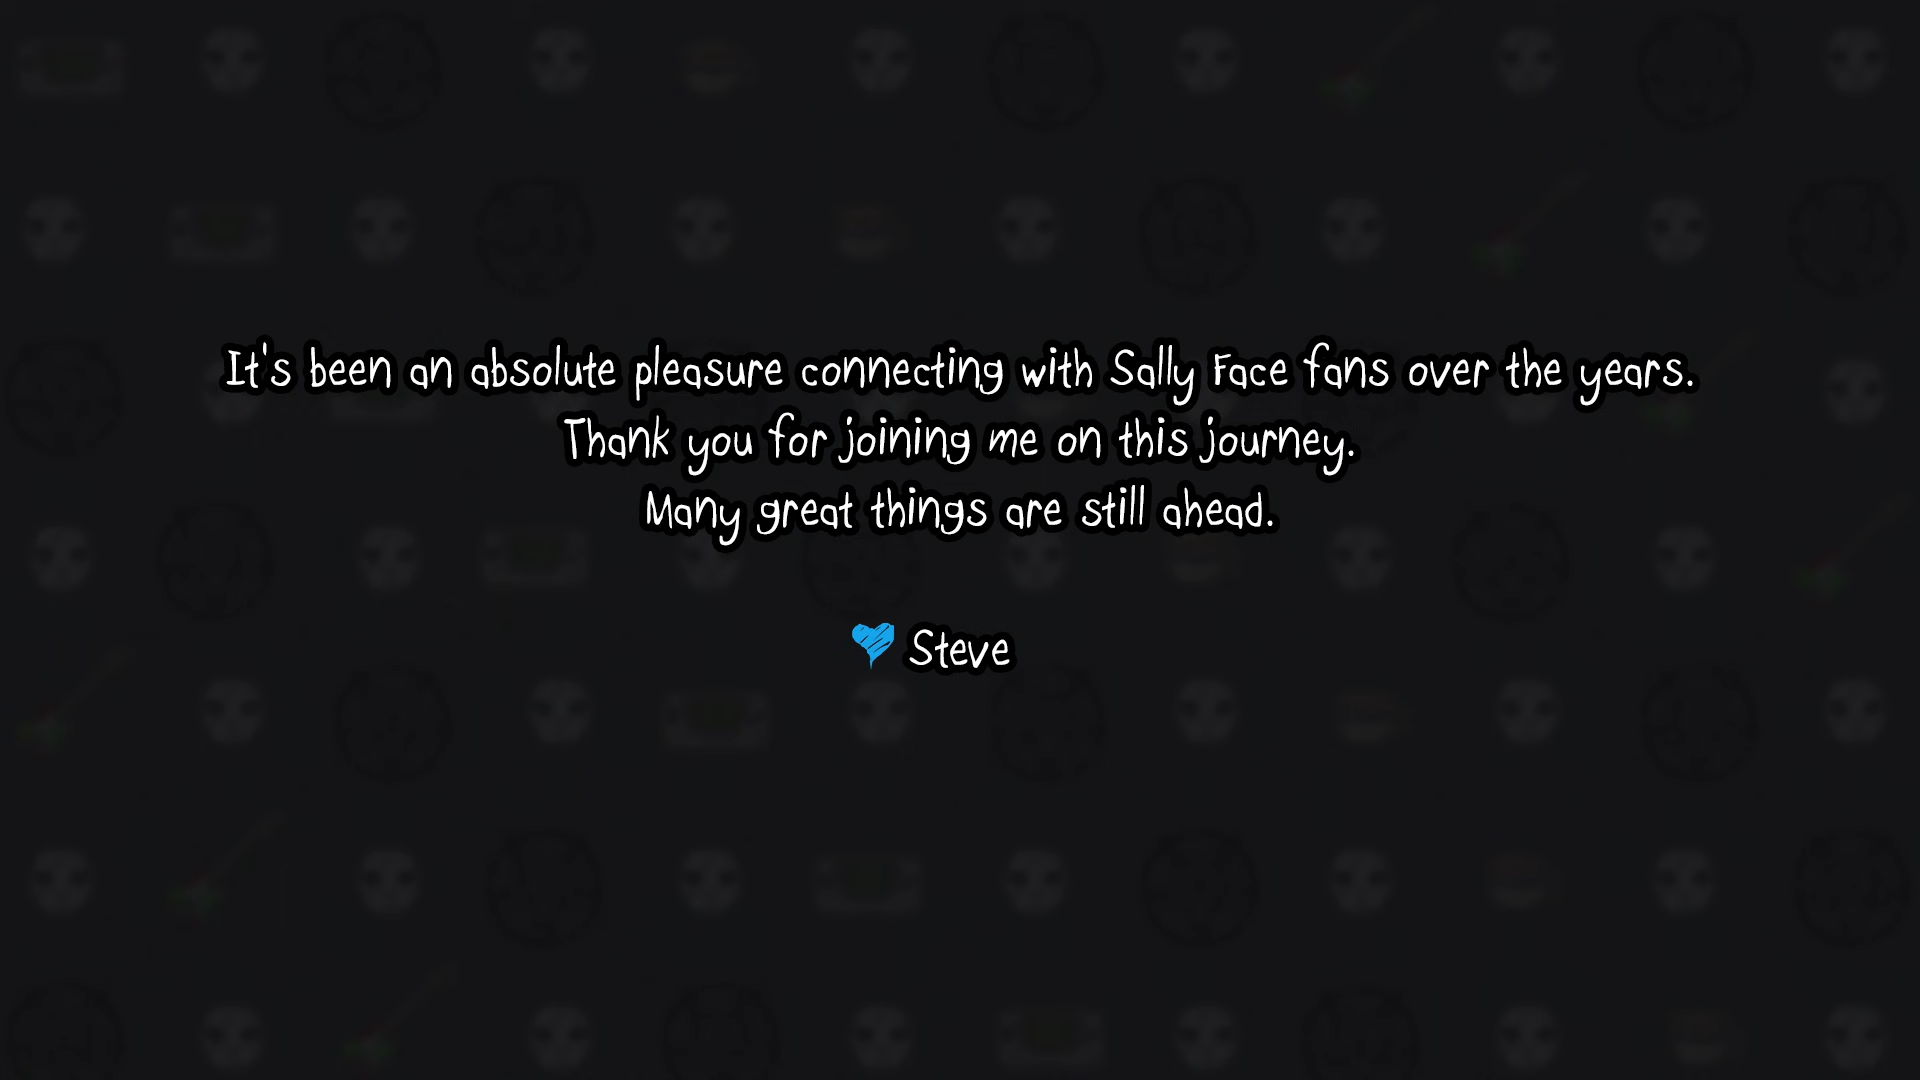 It's been an absolute pleasure connecting with Sally Face fans over the years.
Thank you for joining me on this journey.
Many great things are still ahead.
Steve